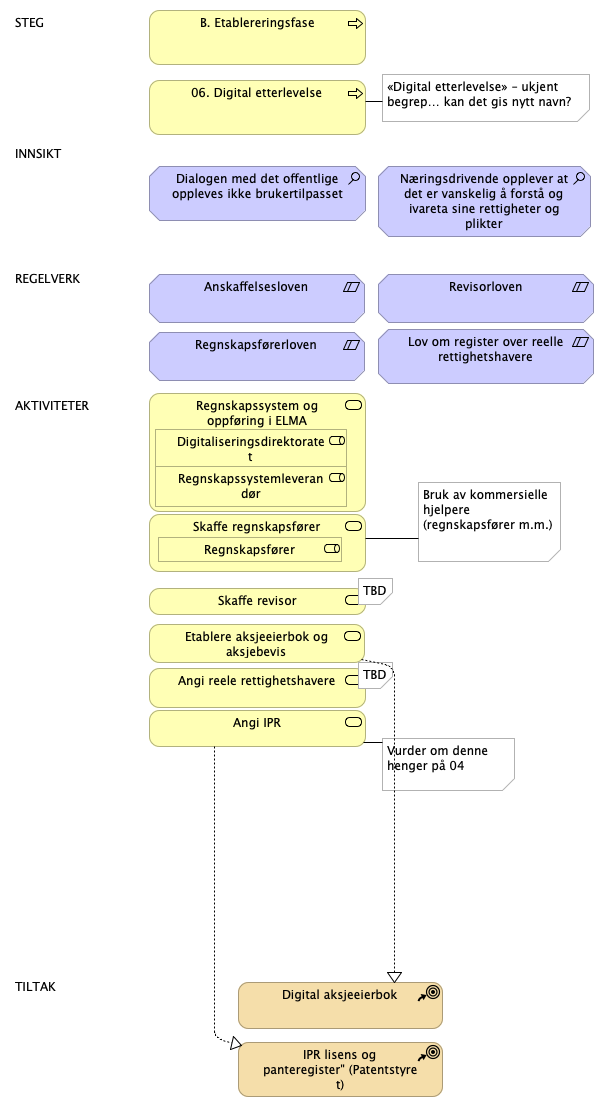 STEG
B. Etablereringsfase
06. Digital etterlevelse
«Digital etterlevelse» – ukjent
begrep... kan det gis nytt navn?
INNSIKT
Dialogen med det offentlige
oppleves ikke brukertilpasset
Næringsdrivende opplever at
det er vanskelig å forstå og
ivareta sine rettigheter og
plikter
REGELVERK
Anskaffelsesloven
Revisorloven
Regnskapsførerloven
Lov om register over reelle
rettighetshavere
AKTIVITETER
Regnskapssystem og
oppføring i ELMA
Digitaliseringsdirektorate
t
Regnskapssystemleveran
dør
Skaffe regnskapsfører
Regnskapsfører
Bruk av kommersielle
hjelpere
(regnskapsfører m.m.)
Skaffe revisor
TBD
Etablere aksjeeierbok og
aksjebevis
Angi reele rettighetshavere
TBD
Angi IPR
Vurder om denne
henger på 04
TILTAK
Digital aksjeeierbok
IPR lisens og
panteregister" (Patentstyre
t)